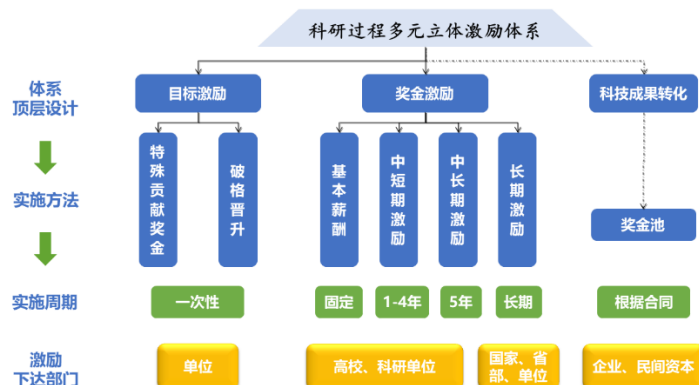 科研过程多元立体激励体系
体系
顶层设计
目标激励
奖金激励
科技成果转化
实施方法
特殊贡献奖金
破格晋升
基本薪酬
中短期激励
中长期激励
长期激励
奖金池
实施周期
一次性
固定
1-4年
5年
长期
根据合同
激励
下达部门
单位
高校、科研单位
国家、省
部、单位
企业、民间资本